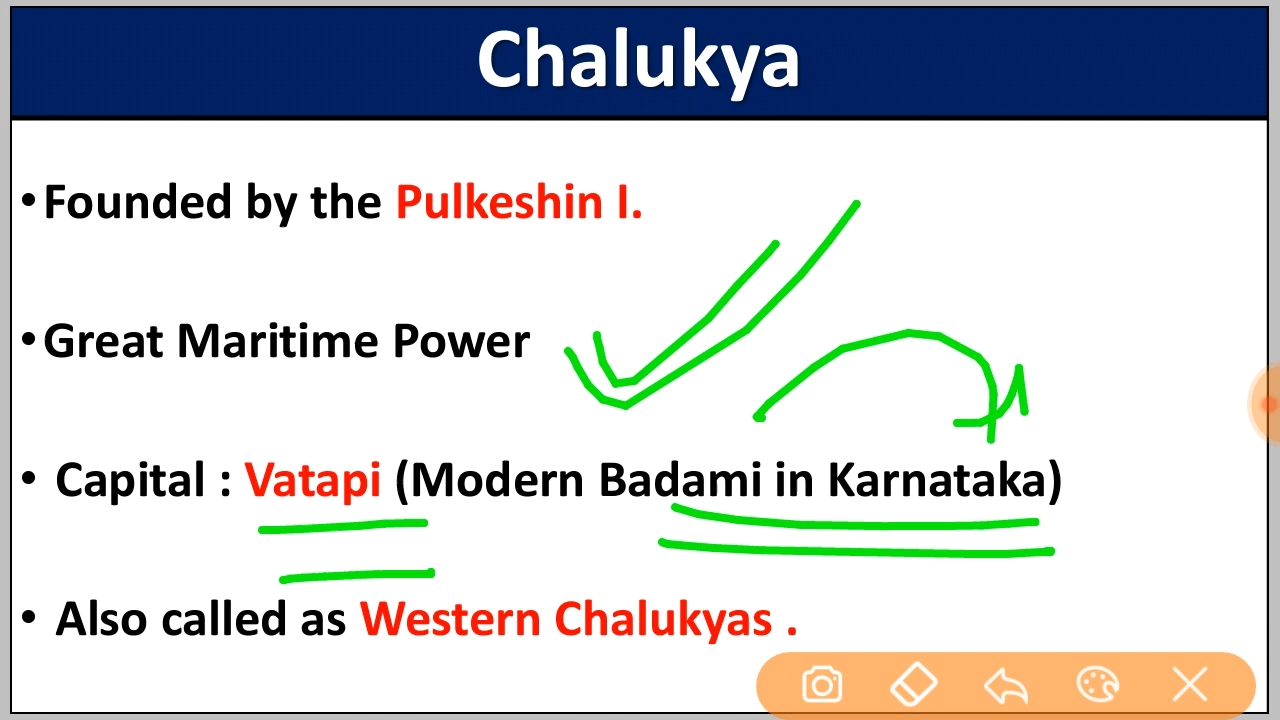 Chalukya
• Founded by the Pulkeshin I.
• Great Maritime Power
• Capital : Vatapi (Modern Badami in Karnataka)
• Also called as Western Chalukyas .